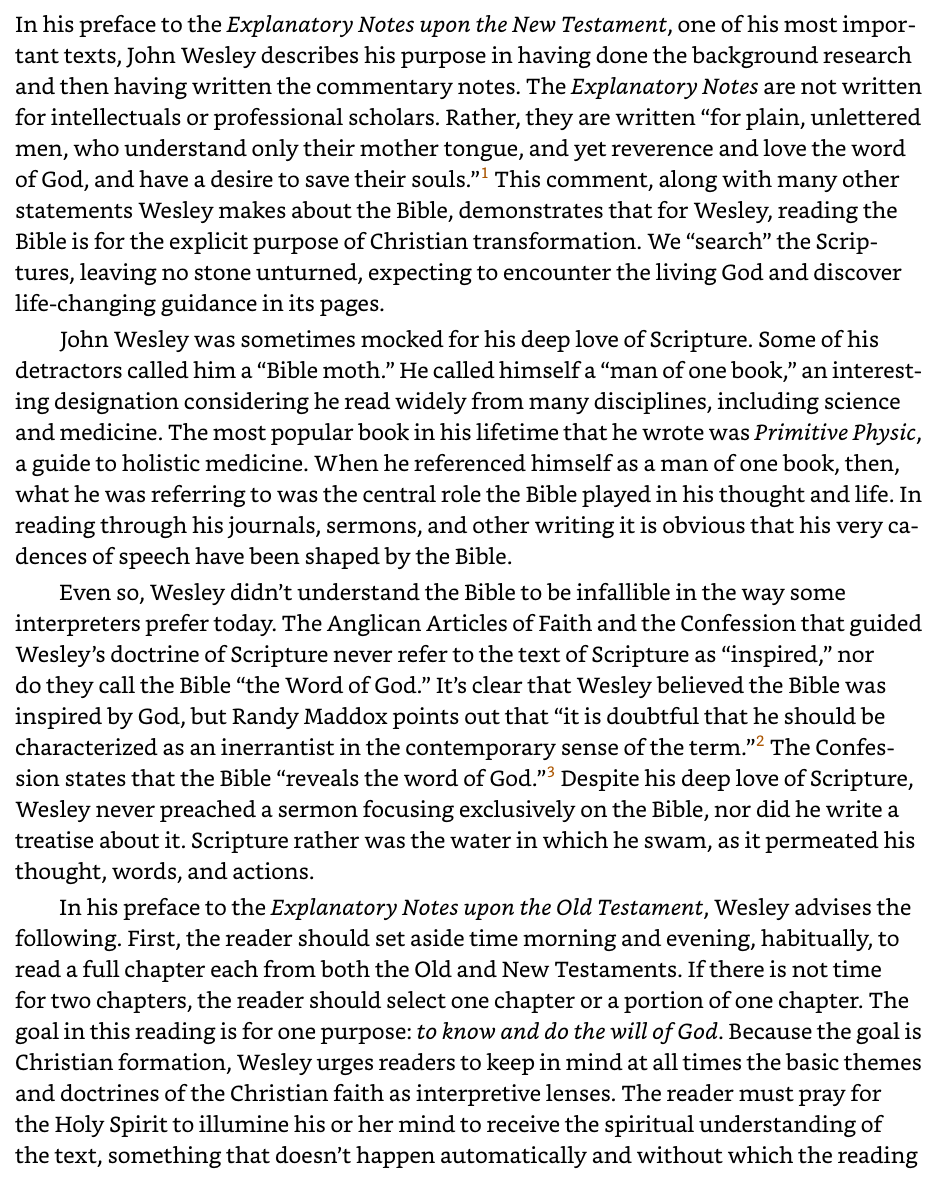 In his preface to the Explanatory Notes upon the New Testament, one of his most impor-
tant texts, John Wesley describes his purpose in having done the background research
and then having written the commentary notes. The Explanatory Notes are not written
for intellectuals or professional scholars. Rather, they are written “for plain, unlettered
men, who understand only their mother tongue, and yet reverence and love the word
of God, and have a desire to save their souls.”1 This comment, along with many other
statements Wesley makes about the Bible, demonstrates that for Wesley, reading the
Bible is for the explicit purpose of Christian transformation. We “search” the Scrip-
tures, leaving no stone unturned, expecting to encounter the living God and discover
life-changing guidance in its pages.
John Wesley was sometimes mocked for his deep love of Scripture. Some of his
detractors called him a “Bible moth.” He called himself a “man of one book,” an interest-
ing designation considering he read widely from many disciplines, including science
and medicine. The most popular book in his lifetime that he wrote was Primitive Physic,
a guide to holistic medicine. When he referenced himself as a man of one book, then,
what he was referring to was the central role the Bible played in his thought and life. In
reading through his journals, sermons, and other writing it is obvious that his very ca-
dences of speech have been shaped by the Bible.
Even so, Wesley didn’t understand the Bible to be infallible in the way some
interpreters prefer today. The Anglican Articles of Faith and the Confession that guided
Wesley’s doctrine of Scripture never refer to the text of Scripture as “inspired,” nor
do they call the Bible “the Word of God.” It’s clear that Wesley believed the Bible was
inspired by God, but Randy Maddox points out that “it is doubtful that he should be
characterized as an inerrantist in the contemporary sense of the term.”2 The Confes-
sion states that the Bible “reveals the word of God.”3 Despite his deep love of Scripture,
Wesley never preached a sermon focusing exclusively on the Bible, nor did he write a
treatise about it. Scripture rather was the water in which he swam, as it permeated his
thought, words, and actions.
In his preface to the Explanatory Notes upon the Old Testament, Wesley advises the
following. First, the reader should set aside time morning and evening, habitually, to
read a full chapter each from both the Old and New Testaments. If there is not time
for two chapters, the reader should select one chapter or a portion of one chapter. The
goal in this reading is for one purpose: to know and do the will of God. Because the goal is
Christian formation, Wesley urges readers to keep in mind at all times the basic themes
and doctrines of the Christian faith as interpretive lenses. The reader must pray for
the Holy Spirit to illumine his or her mind to receive the spiritual understanding of
the text, something that doesn’t happen automatically and without which the reading